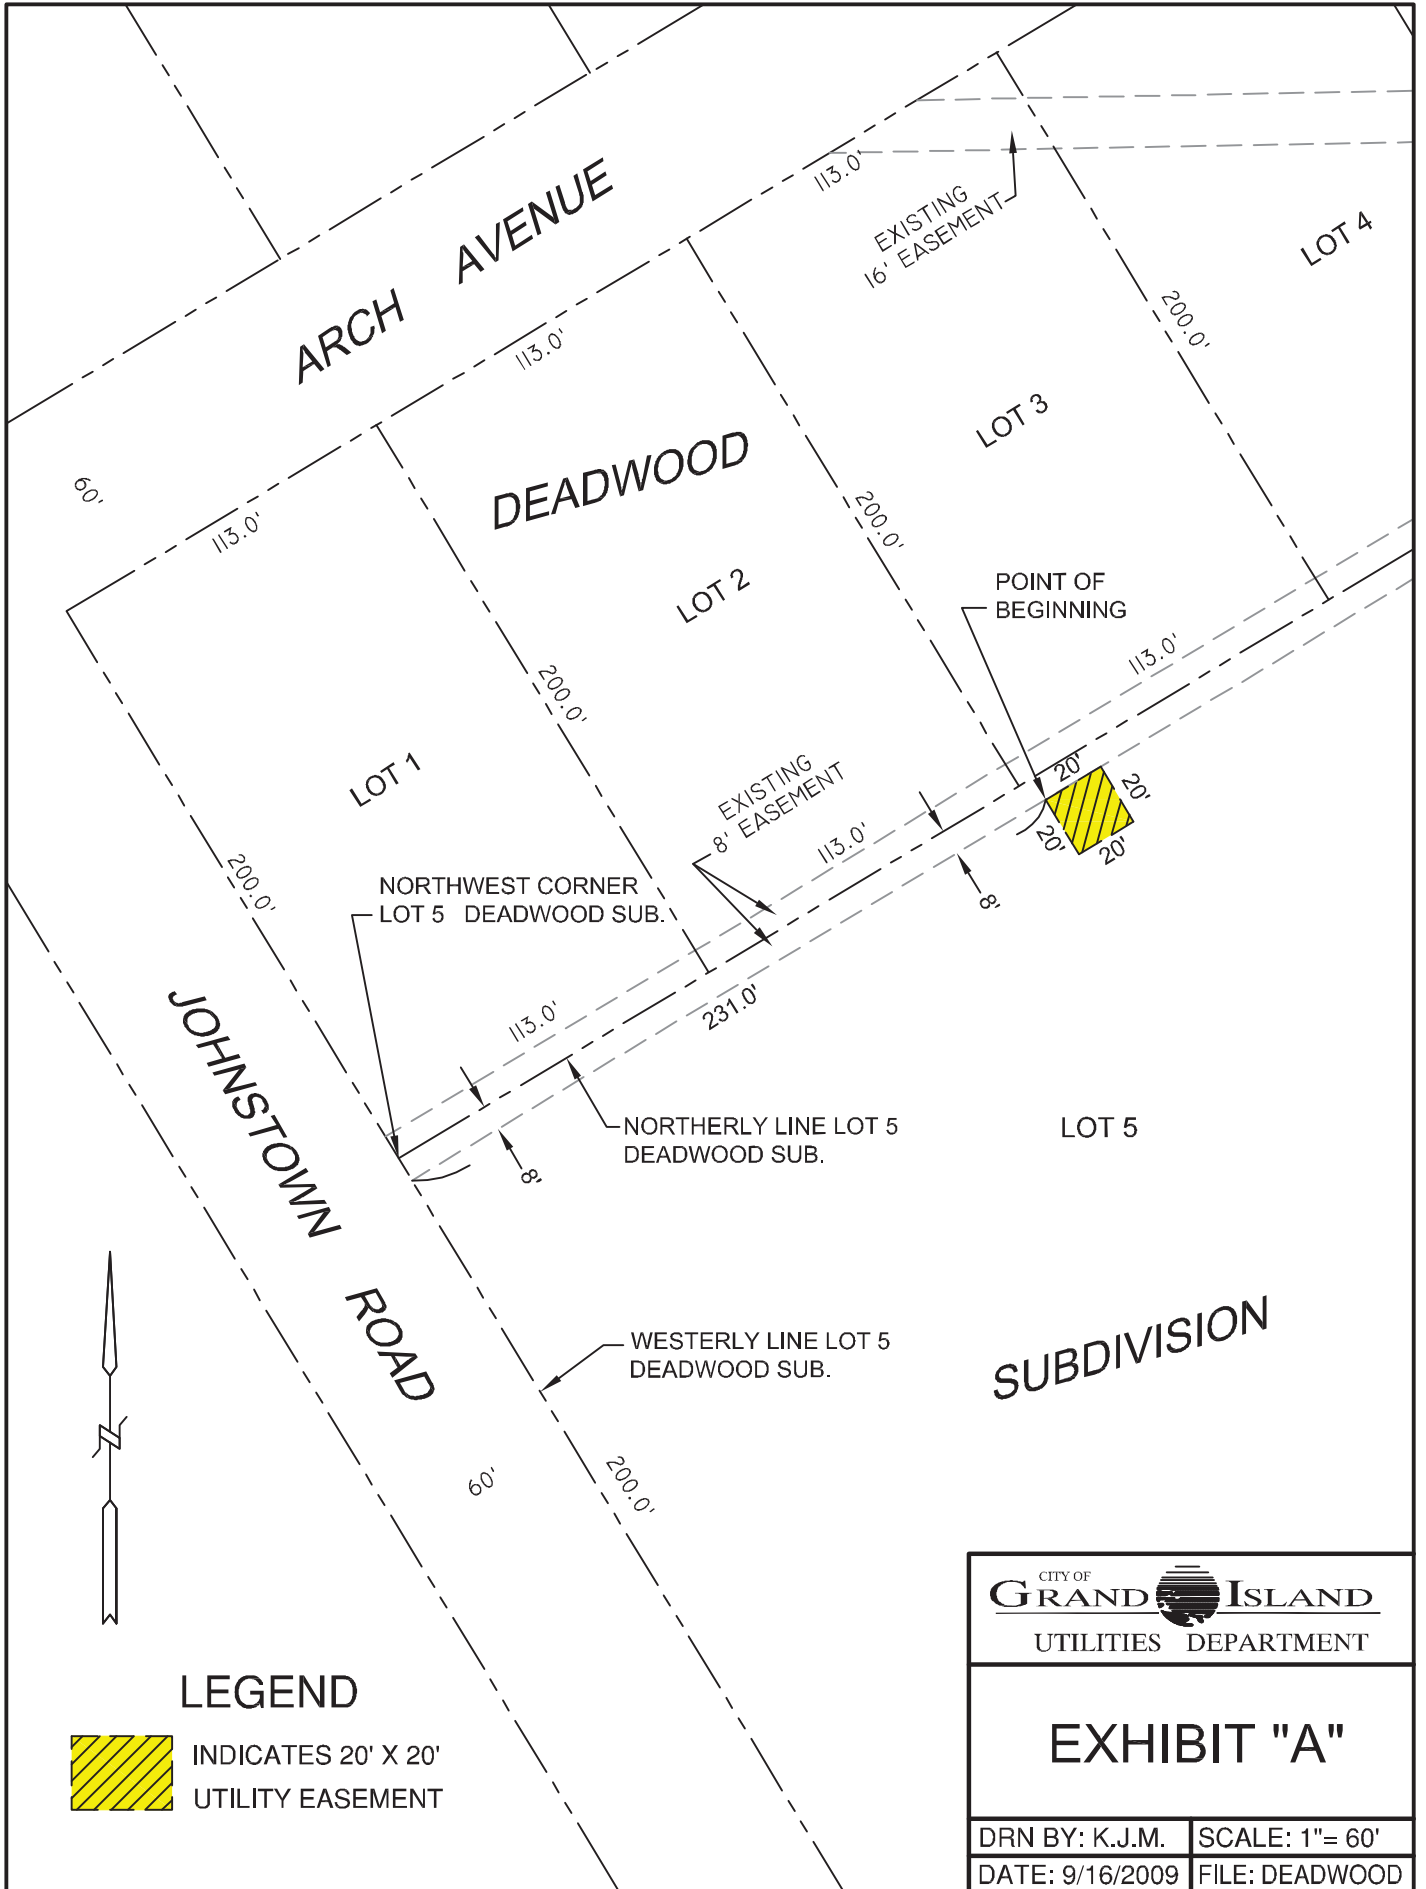 ARCH AVENUE
113.0'
EXISTING
16' EASEMENT
LOT 4
200.0'
113.0'
LOT 3
60'
DEADWOOD
113.0'
200.0'
LOT 2
POINT OF
BEGINNING
113.0'
200.0'
LOT 1
EXISTING
8' EASEMENT
20'
20'
20'
20'
113.0'
8'
200.0'
NORTHWEST CORNER
LOT 5 DEADWOOD SUB.
113.0'
231.0'
JOHNSTOWN ROAD
8'
NORTHERLY LINE LOT 5
DEADWOOD SUB.
LOT 5
WESTERLY LINE LOT 5
DEADWOOD SUB.
SUBDIVISION
60'
200.0'
N
LEGEND
INDICATES 20' X 20'
UTILITY EASEMENT
CITY OF
GRAND ISLAND
UTILITIES DEPARTMENT
EXHIBIT "A"
DRN BY: K.J.M.
SCALE: 1"= 60'
DATE: 9/16/2009
FILE: DEADWOOD